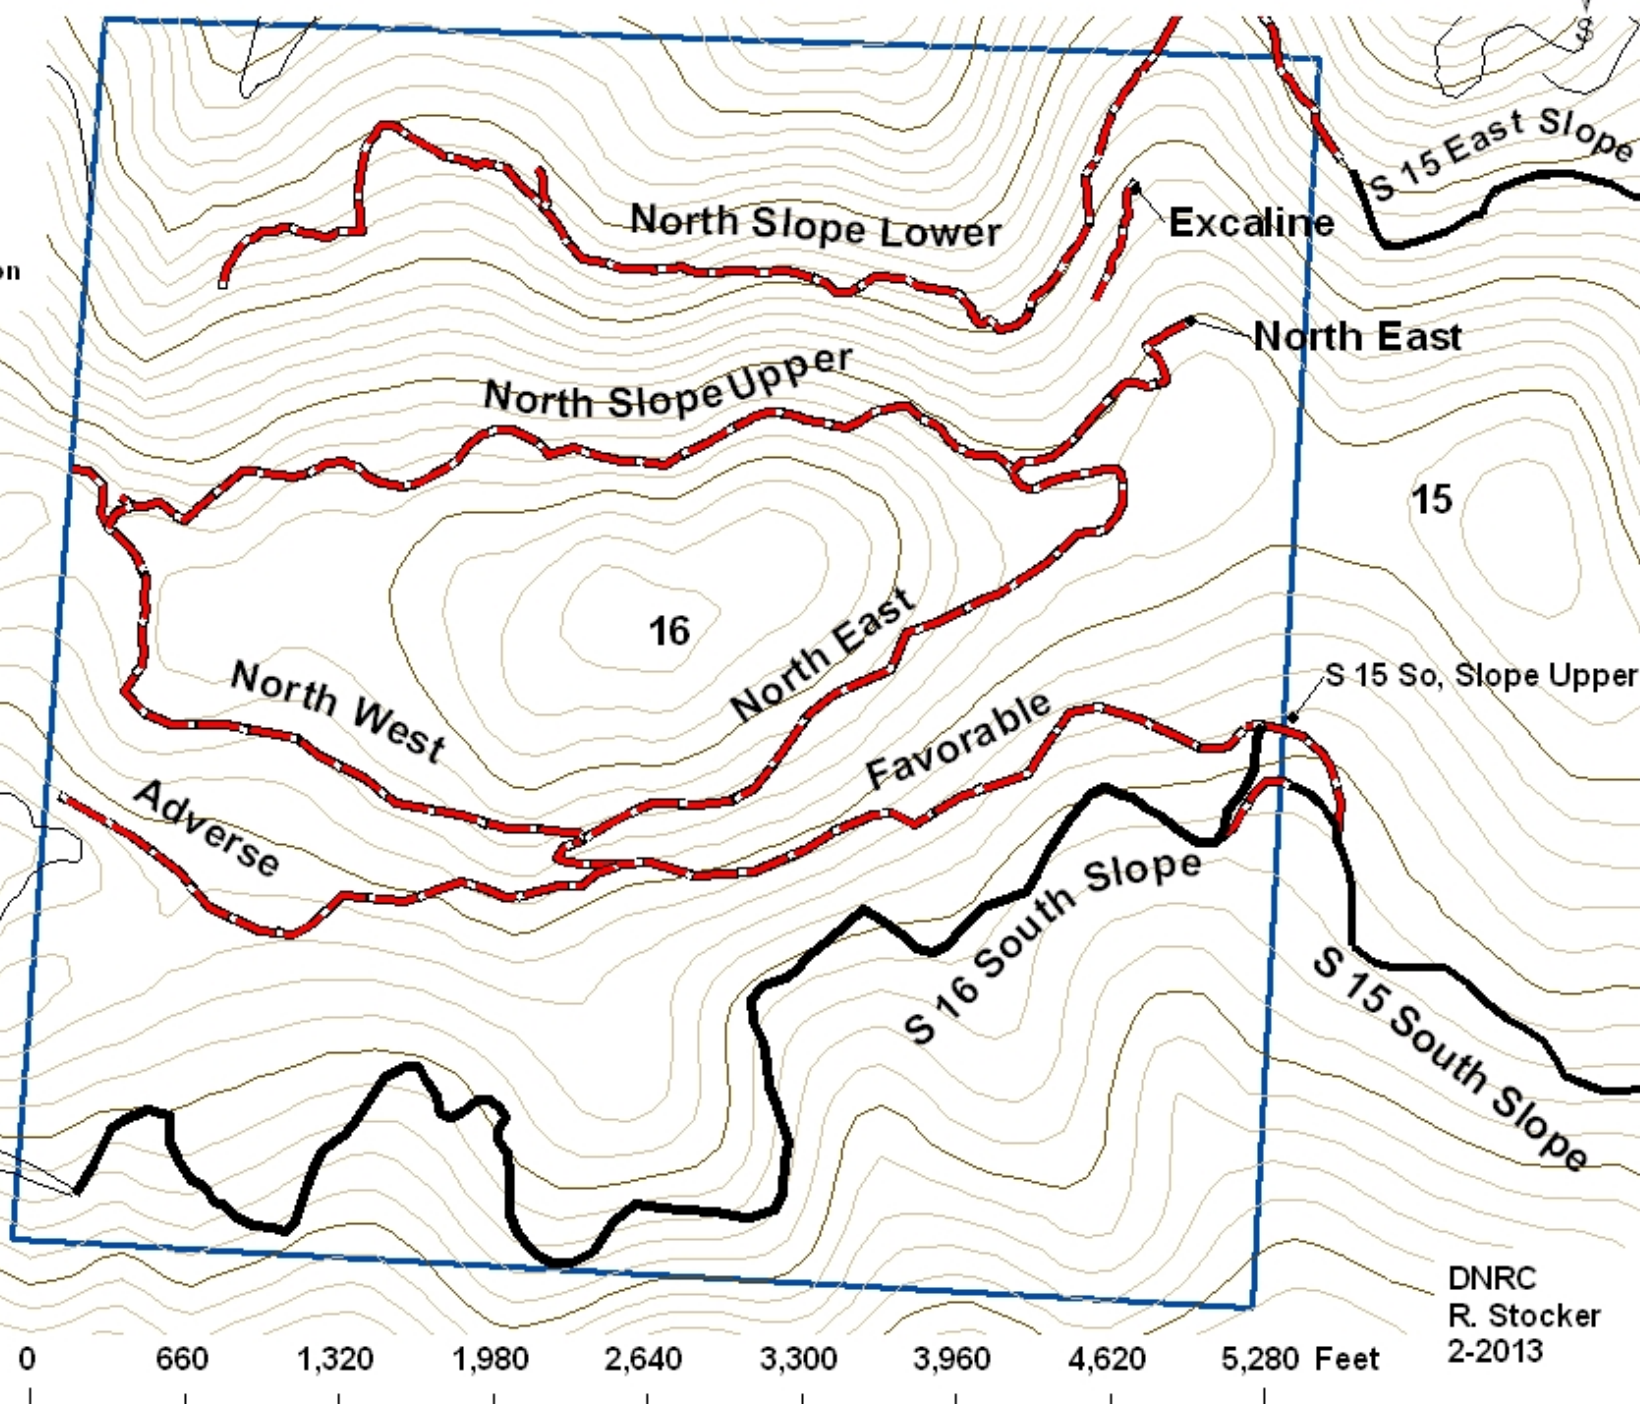 S
S 15 East Slope
North Slope Lower
Excaline
on
North East
North Slope Upper
15
16
North East
S 15 So, Slope Upper
North West
Favorable
Adverse
S 16 South Slope
S 15 South Slope
DNRC
R. Stocker
2-2013
0 660 1,320 1,980 2,640 3,300 3,960 4,620 5,280 Feet